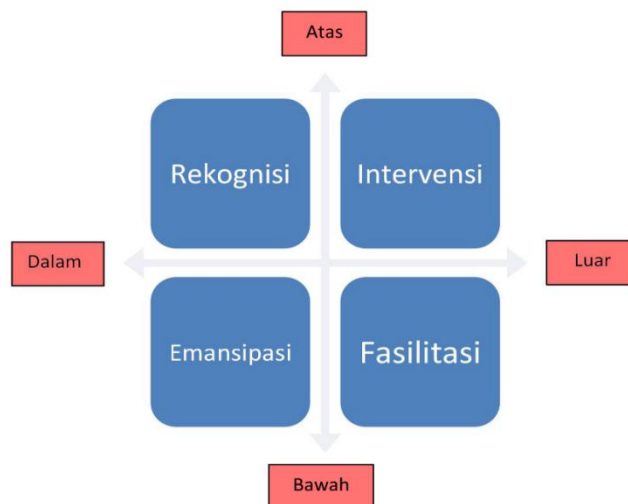 Atas
Rekognisi
Intervensi
Dalam
Luar
Emansipasi
Fasilitasi
Bawah